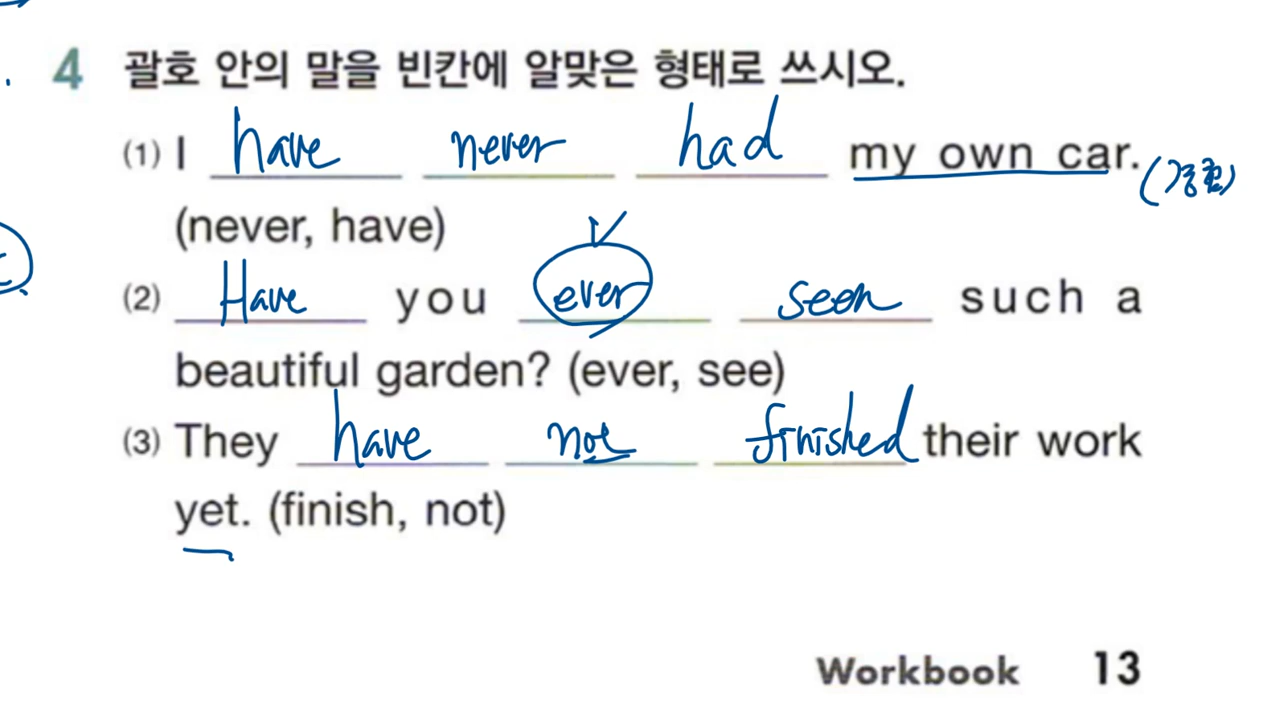 4 괄호 안의 말을 빈칸에 알맞은 형태로 쓰시오.
(1) I have never had my own car. (경험)
(never, have)
(2) Have you ever seen such a
beautiful garden? (ever, see)
(3) They have not finished their work
yet. (finish, not)
Workbook 13